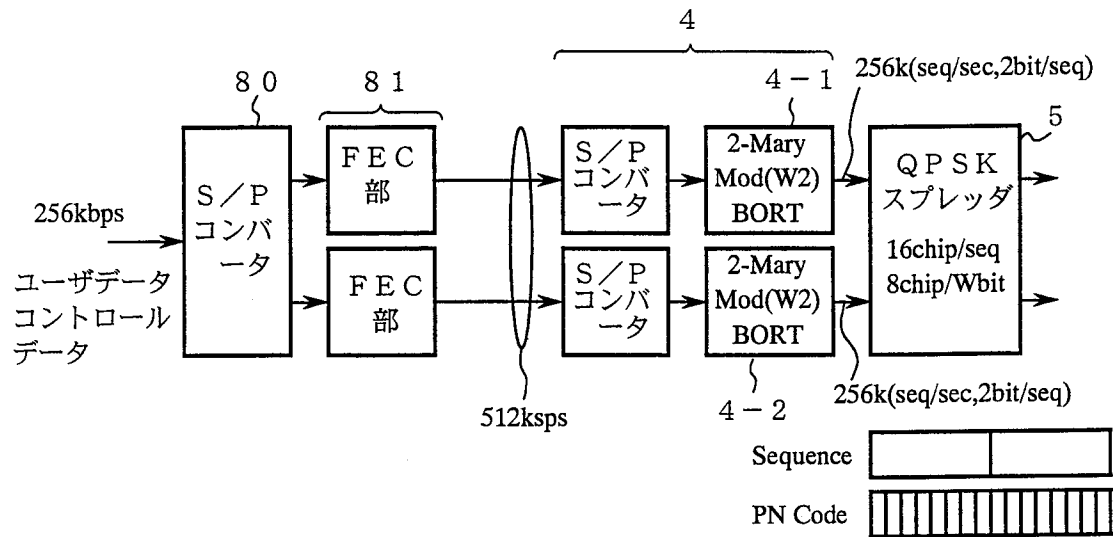 4
80
81
4-1
256k(seq/sec,2bit/seq)
5
256kbps
ユーザデータ
コントロール
データ
S/P
コンバ
ータ
FEC
部
FEC
部
512ksps
S/P
コンバ
ータ
S/P
コンバ
ータ
2-Mary
Mod(W2)
BORT
2-Mary
Mod(W2)
BORT
4-2
QPSK
スプレッダ
16chip/seq
8chip/Wbit
256k(seq/sec,2bit/seq)
Sequence
PN Code